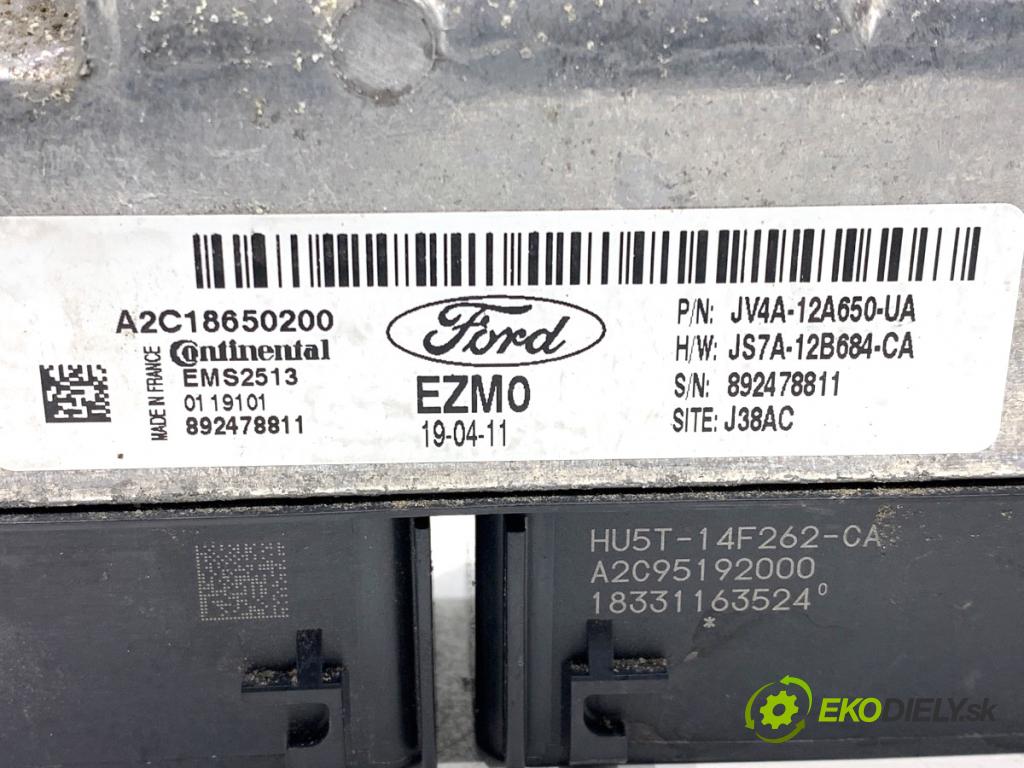 A2C18650200
Continental
EMS2513
01 19101
892478811
MADE IN FRANCE
Ford
EZM0
19-04-11
P/N: JV4A-12A650-UA
H/W: JS7A-12B684-CA
S/N: 892478811
SITE: J38AC
HU5T-14F262-CA
A2C95192000
18331163524⁰
*
EKODIELY.sk